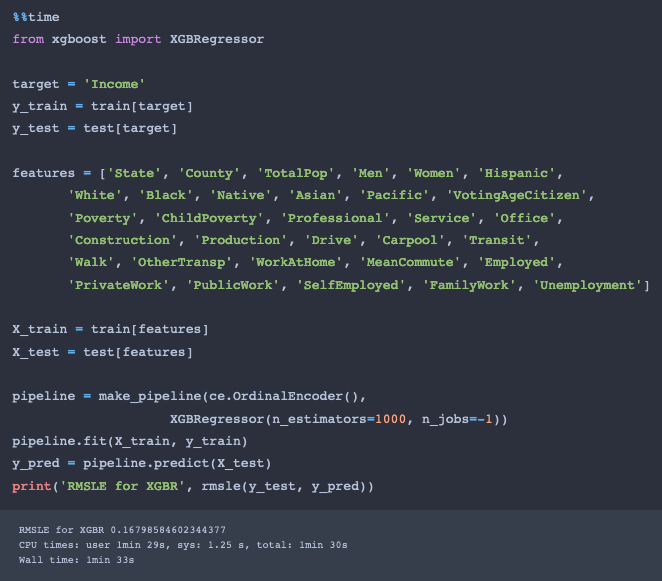 %%time
from xgboost import XGBRegressor
target = 'Income'
y_train = train[target]
y_test = test[target]
features = ['State', 'County', 'TotalPop', 'Men', 'Women', 'Hispanic',
'White', 'Black', 'Native', 'Asian', 'Pacific', 'VotingAgeCitizen',
'Poverty', 'ChildPoverty', 'Professional', 'Service', 'Office',
'Construction', 'Production', 'Drive', 'Carpool', 'Transit',
'Walk', 'OtherTransp', 'WorkAtHome', 'MeanCommute', 'Employed',
'PrivateWork', 'PublicWork', 'SelfEmployed', 'FamilyWork', 'Unemployment']
X_train = train[features]
X_test = test[features]
pipeline = make_pipeline(ce.OrdinalEncoder(),
XGBRegressor(n_estimators=1000, n_jobs=-1))
pipeline.fit(X_train, y_train)
y_pred = pipeline.predict(X_test)
print('RMSLE for XGBR', rmsle(y_test, y_pred))
RMSLE for XGBR 0.16798584602344377
CPU times: user 1min 29s, sys: 1.25 s, total: 1min 30s
Wall time: 1min 33s